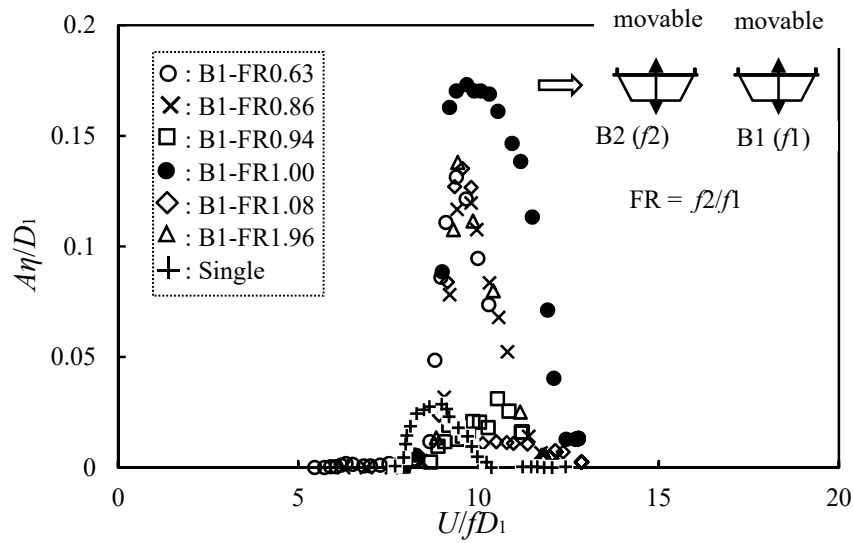 movable
movable
B2 (f2)
B1 (f1)
FR = f2/f1
: B1-FR0.63
: B1-FR0.86
: B1-FR0.94
: B1-FR1.00
: B1-FR1.08
: B1-FR1.96
: Single
0.2
0.15
0.1
0.05
0
Aη/D1
0
5
10
15
20
U/fD1